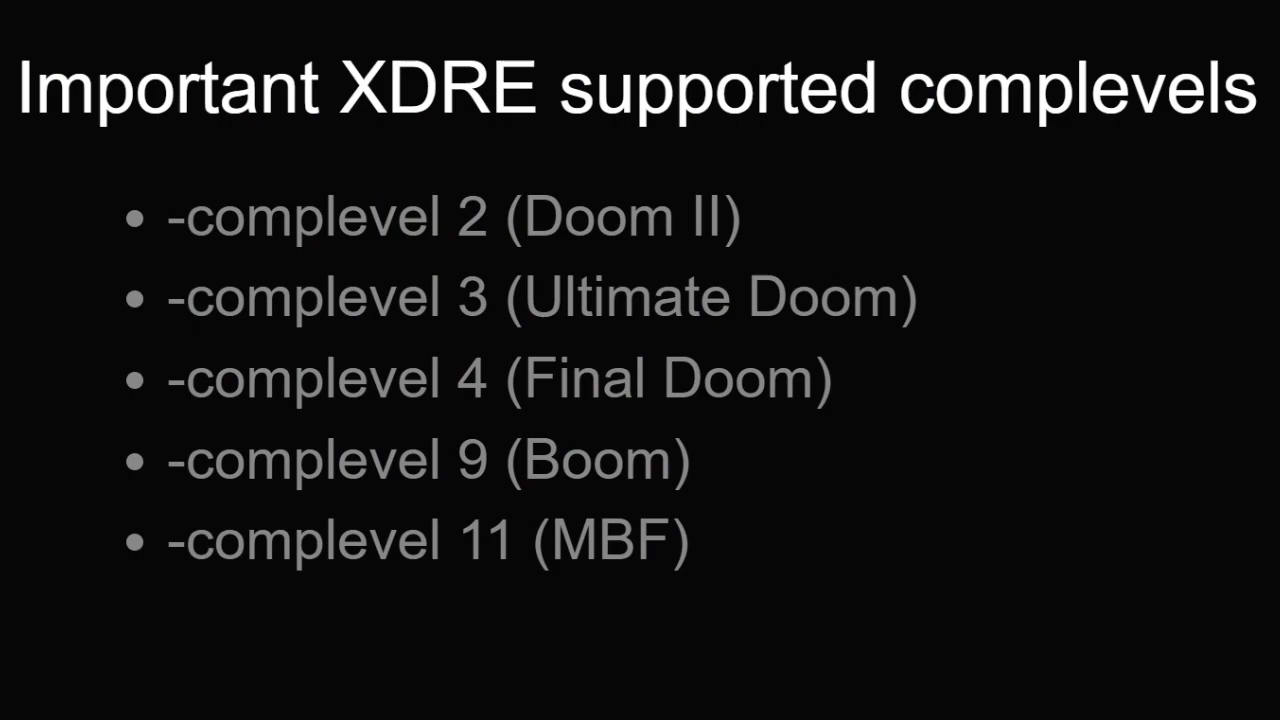 Important XDRE supported complevels
• -complevel 2 (Doom II)
• -complevel 3 (Ultimate Doom)
• -complevel 4 (Final Doom)
• -complevel 9 (Boom)
• -complevel 11 (MBF)